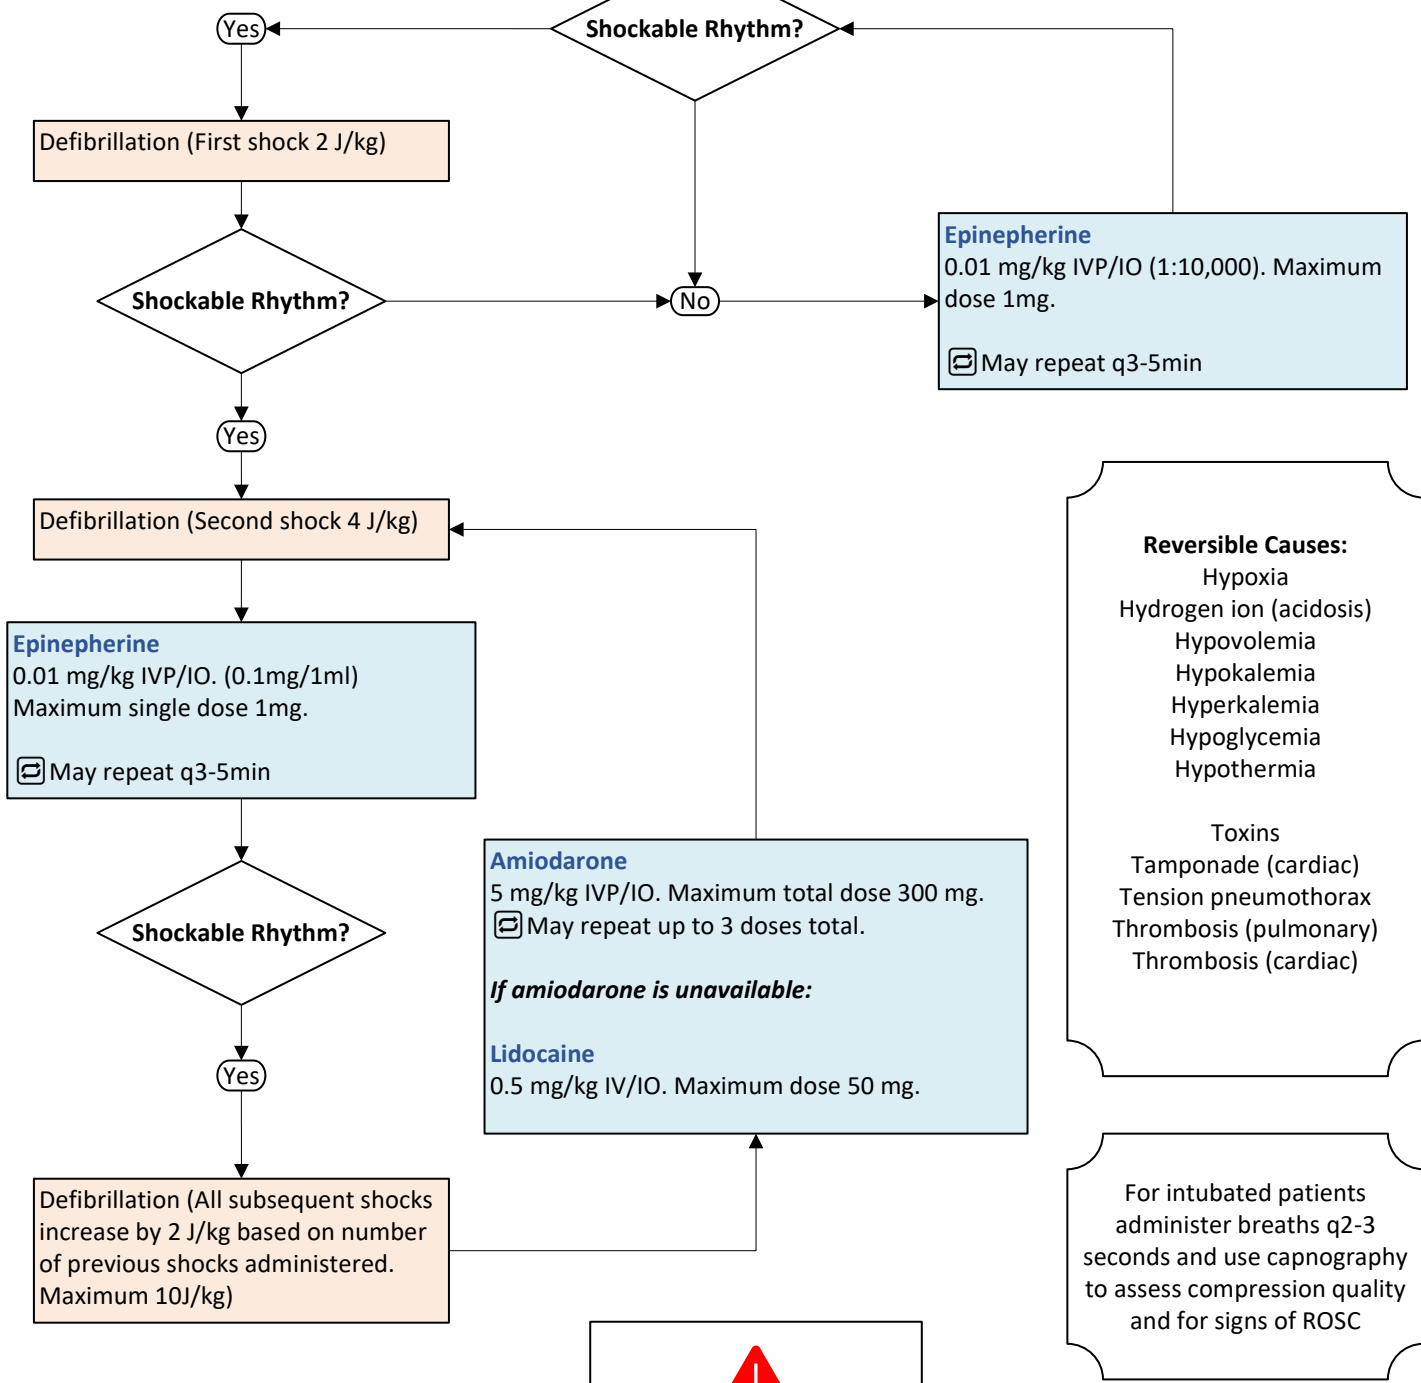 Shockable Rhythm?
Yes
Defibrillation (First shock 2 J/kg)
Shockable Rhythm?
No
Epinepherine
0.01 mg/kg IVP/IO (1:10,000). Maximum
dose 1mg.
May repeat q3-5min
Yes
Defibrillation (Second shock 4 J/kg)
Epinepherine
0.01 mg/kg IVP/IO. (0.1mg/1ml)
Maximum single dose 1mg.
May repeat q3-5min
Shockable Rhythm?
Yes
Defibrillation (All subsequent shocks
increase by 2 J/kg based on number
of previous shocks administered.
Maximum 10J/kg)
Amiodarone
5 mg/kg IVP/IO. Maximum total dose 300 mg.
May repeat up to 3 doses total.
If amiodarone is unavailable:
Lidocaine
0.5 mg/kg IV/IO. Maximum dose 50 mg.
Reversible Causes:
Hypoxia
Hydrogen ion (acidosis)
Hypovolemia
Hypokalemia
Hyperkalemia
Hypoglycemia
Hypothermia
Toxins
Tamponade (cardiac)
Tension pneumothorax
Thrombosis (pulmonary)
Thrombosis (cardiac)
For intubated patients
administer breaths q2-3
seconds and use capnography
to assess compression quality
and for signs of ROSC